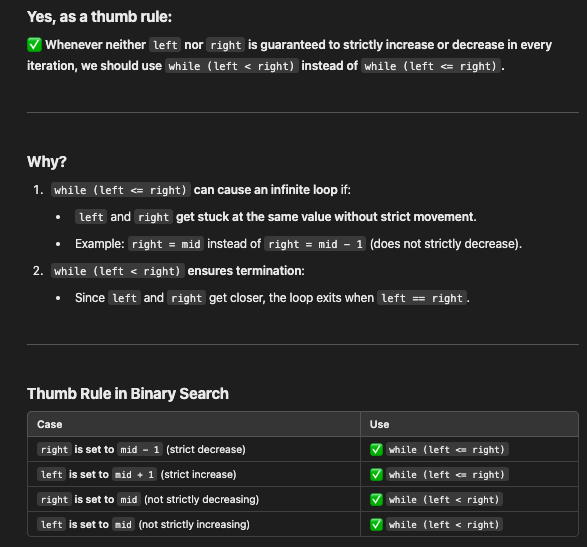 Yes, as a thumb rule:
✅ Whenever neither left nor right is guaranteed to strictly increase or decrease in every
iteration, we should use while (left < right) instead of while (left <= right).
Why?
1. while (left <= right) can cause an infinite loop if:
• left and right get stuck at the same value without strict movement.
• Example: right = mid instead of right = mid - 1 (does not strictly decrease).
2. while (left < right) ensures termination:
• Since left and right get closer, the loop exits when left == right.
Thumb Rule in Binary Search
Case Use
right is set to mid - 1 (strict decrease) ✅ while (left <= right)
left is set to mid + 1 (strict increase) ✅ while (left <= right)
right is set to mid (not strictly decreasing) ✅ while (left < right)
left is set to mid (not strictly increasing) ✅ while (left < right)